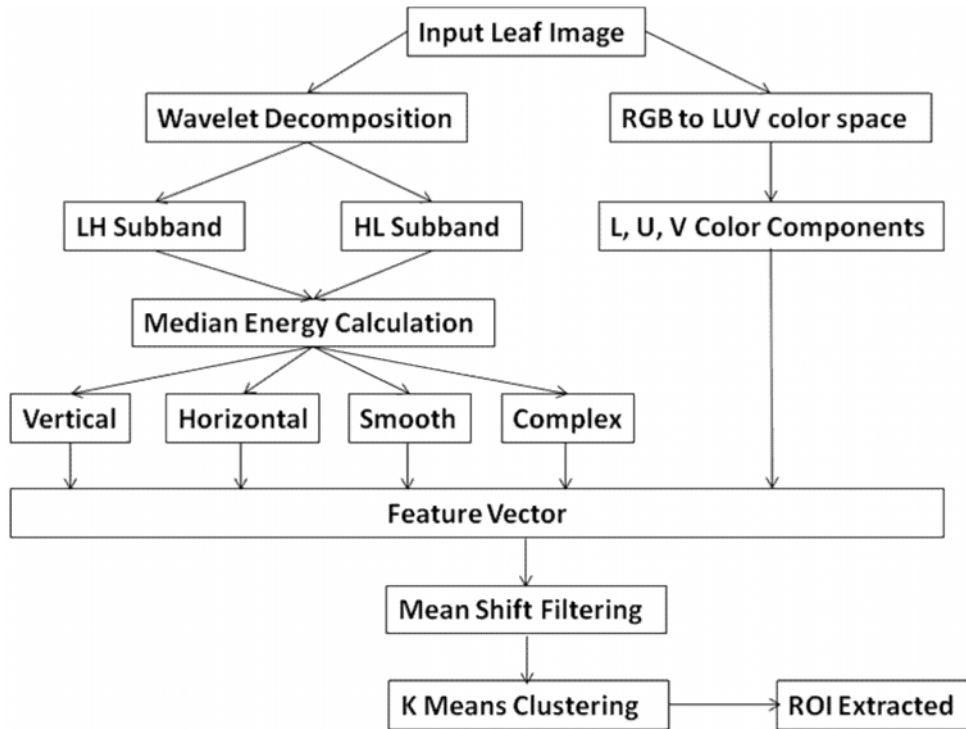 Input Leaf Image
Wavelet Decomposition
RGB to LUV color space
LH Subband
HL Subband
L, U, V Color Components
Median Energy Calculation
Vertical
Horizontal
Smooth
Complex
Feature Vector
Mean Shift Filtering
K Means Clustering
ROI Extracted